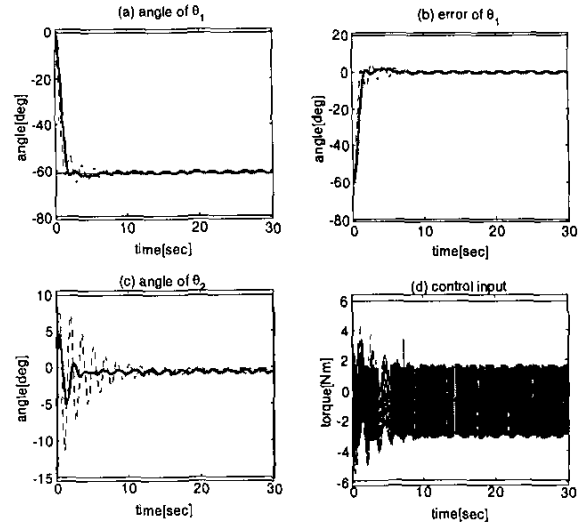 (a) angle of θ1
0
-20
-40
-60
-80
angle[deg]
0 10 20 30
time[sec]
(b) error of θ1
20
0
-20
-40
-60
-80
angle[deg]
0 10 20 30
time[sec]
(c) angle of θ2
10
5
0
-5
-10
-15
angle[deg]
0 10 20 30
time[sec]
(d) control input
6
4
2
0
-2
-4
-6
torque[Nm]
0 10 20 30
time[sec]